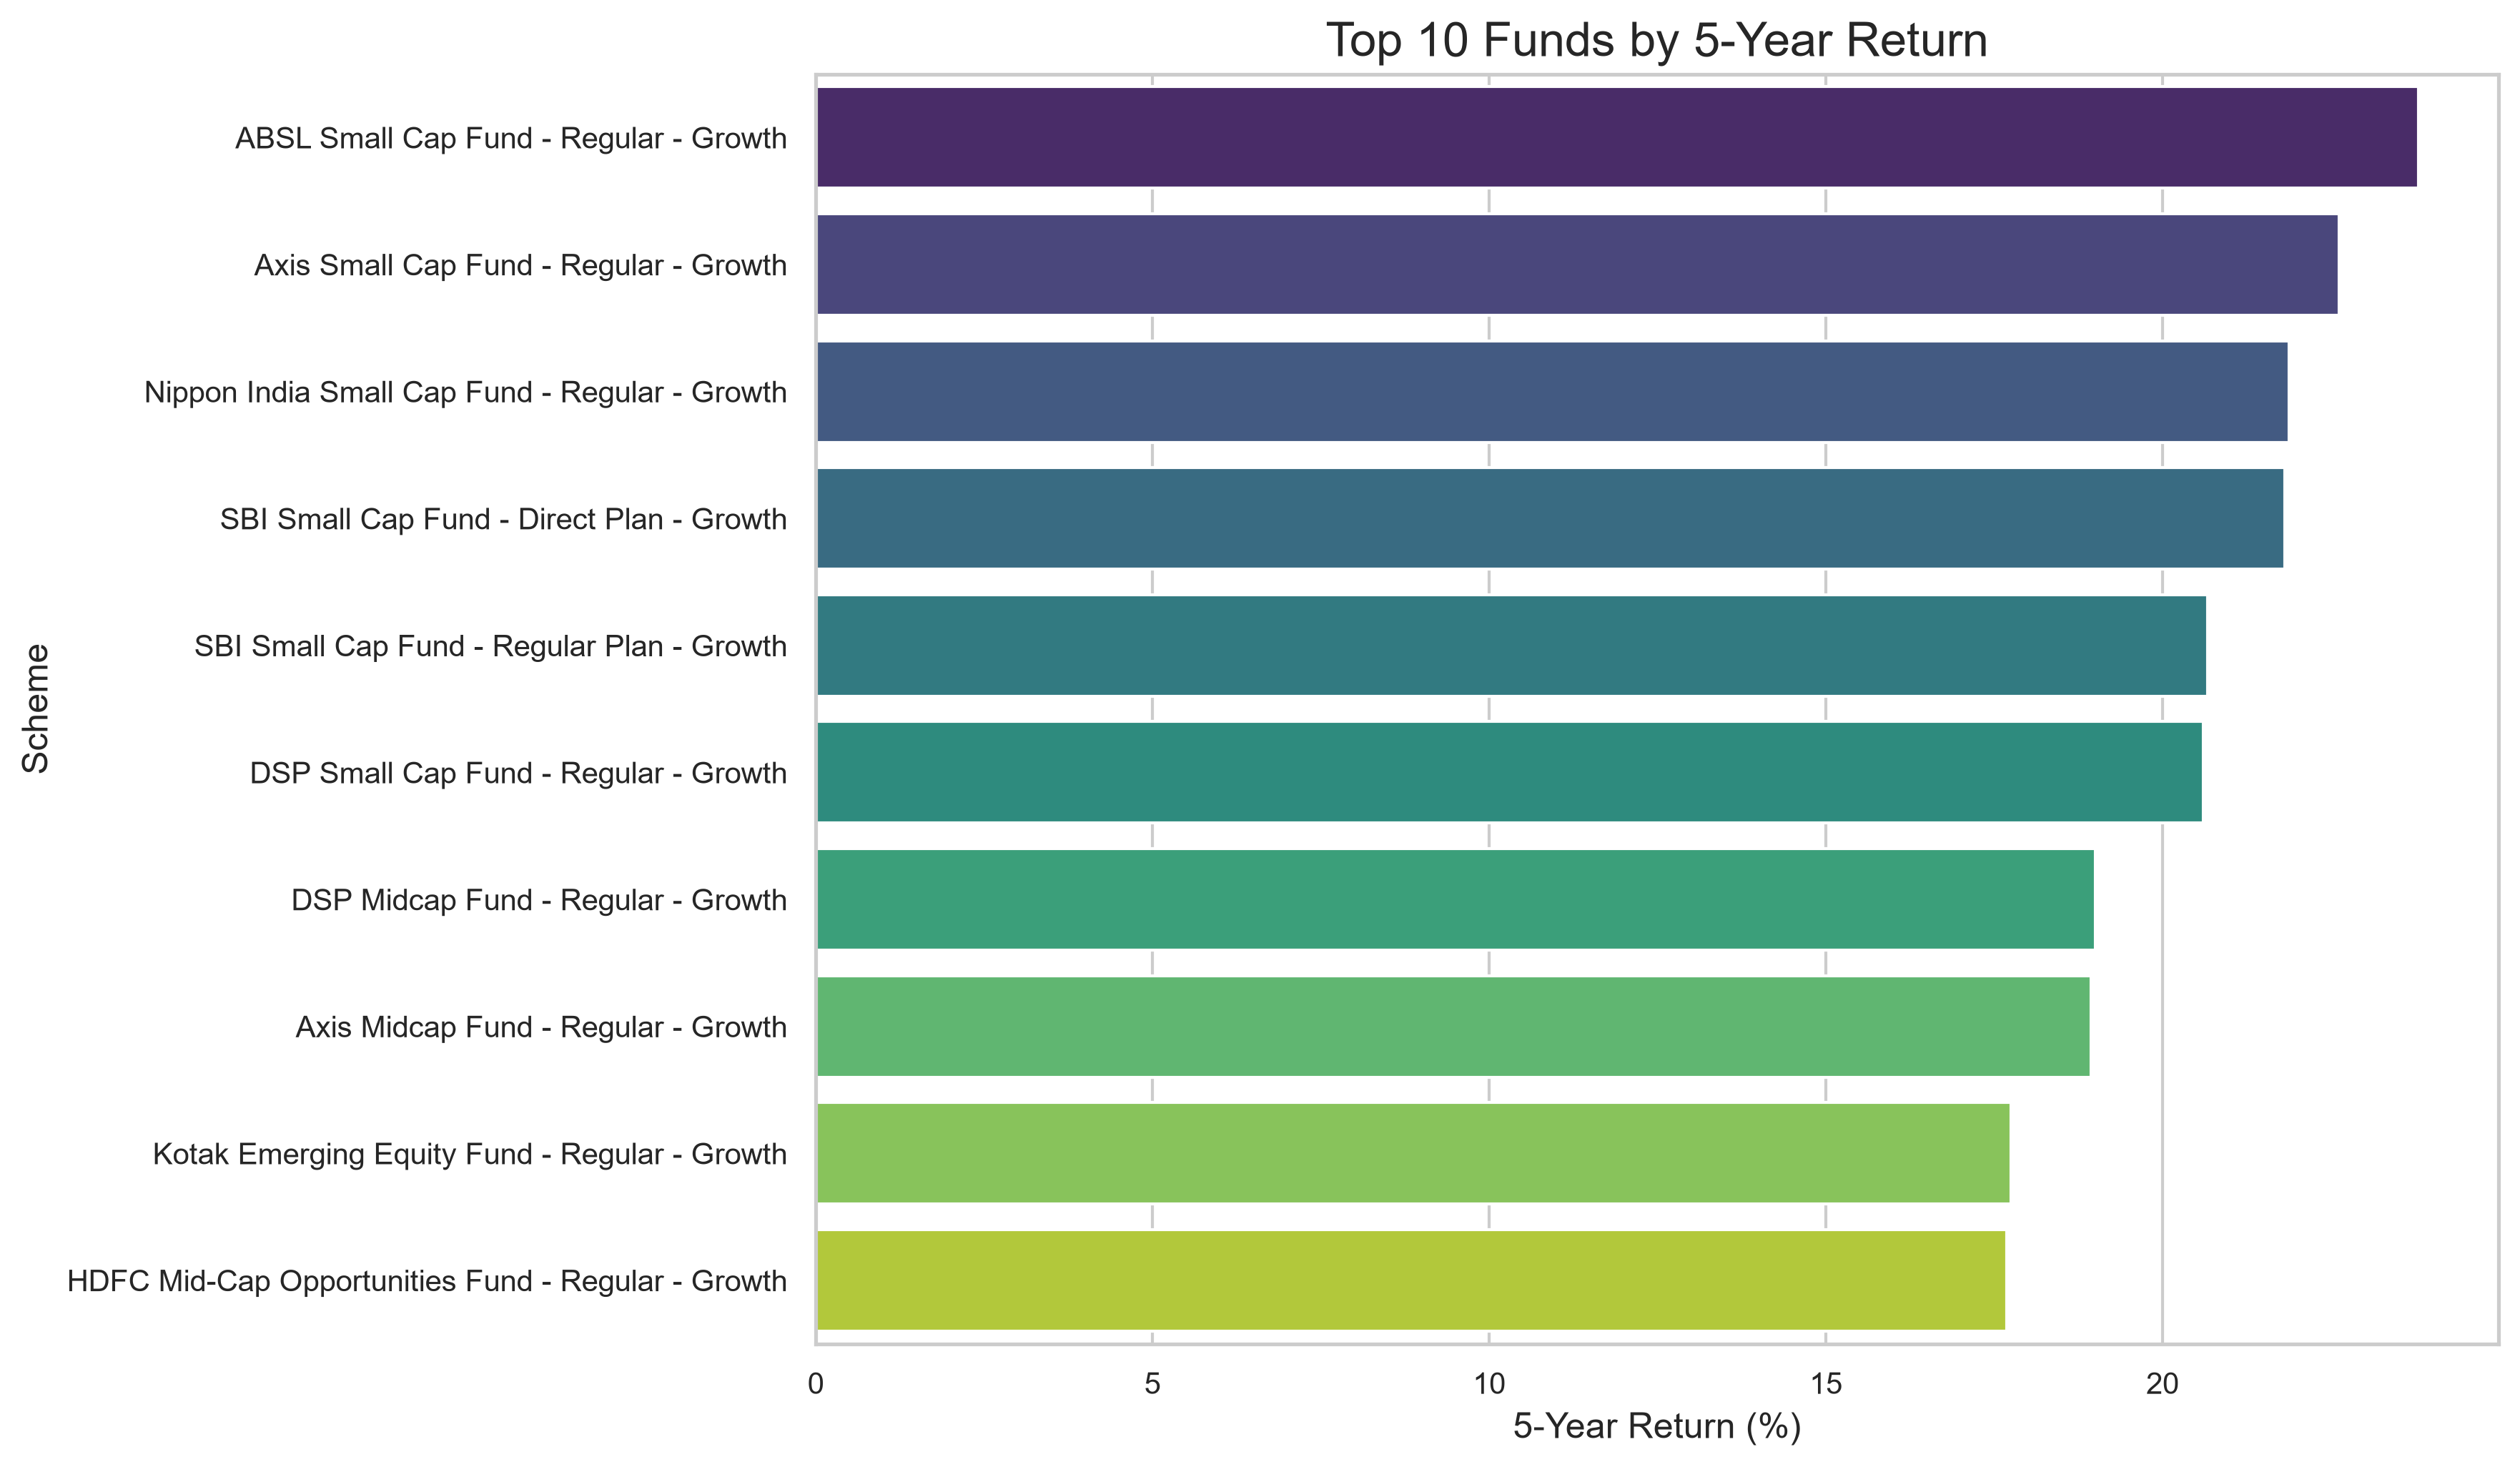 Top 10 Funds by 5-Year Return
Scheme
ABSL Small Cap Fund - Regular - Growth
Axis Small Cap Fund - Regular - Growth
Nippon India Small Cap Fund - Regular - Growth
SBI Small Cap Fund - Direct Plan - Growth
SBI Small Cap Fund - Regular Plan - Growth
DSP Small Cap Fund - Regular - Growth
DSP Midcap Fund - Regular - Growth
Axis Midcap Fund - Regular - Growth
Kotak Emerging Equity Fund - Regular - Growth
HDFC Mid-Cap Opportunities Fund - Regular - Growth
0 5 10 15 20
5-Year Return (%)